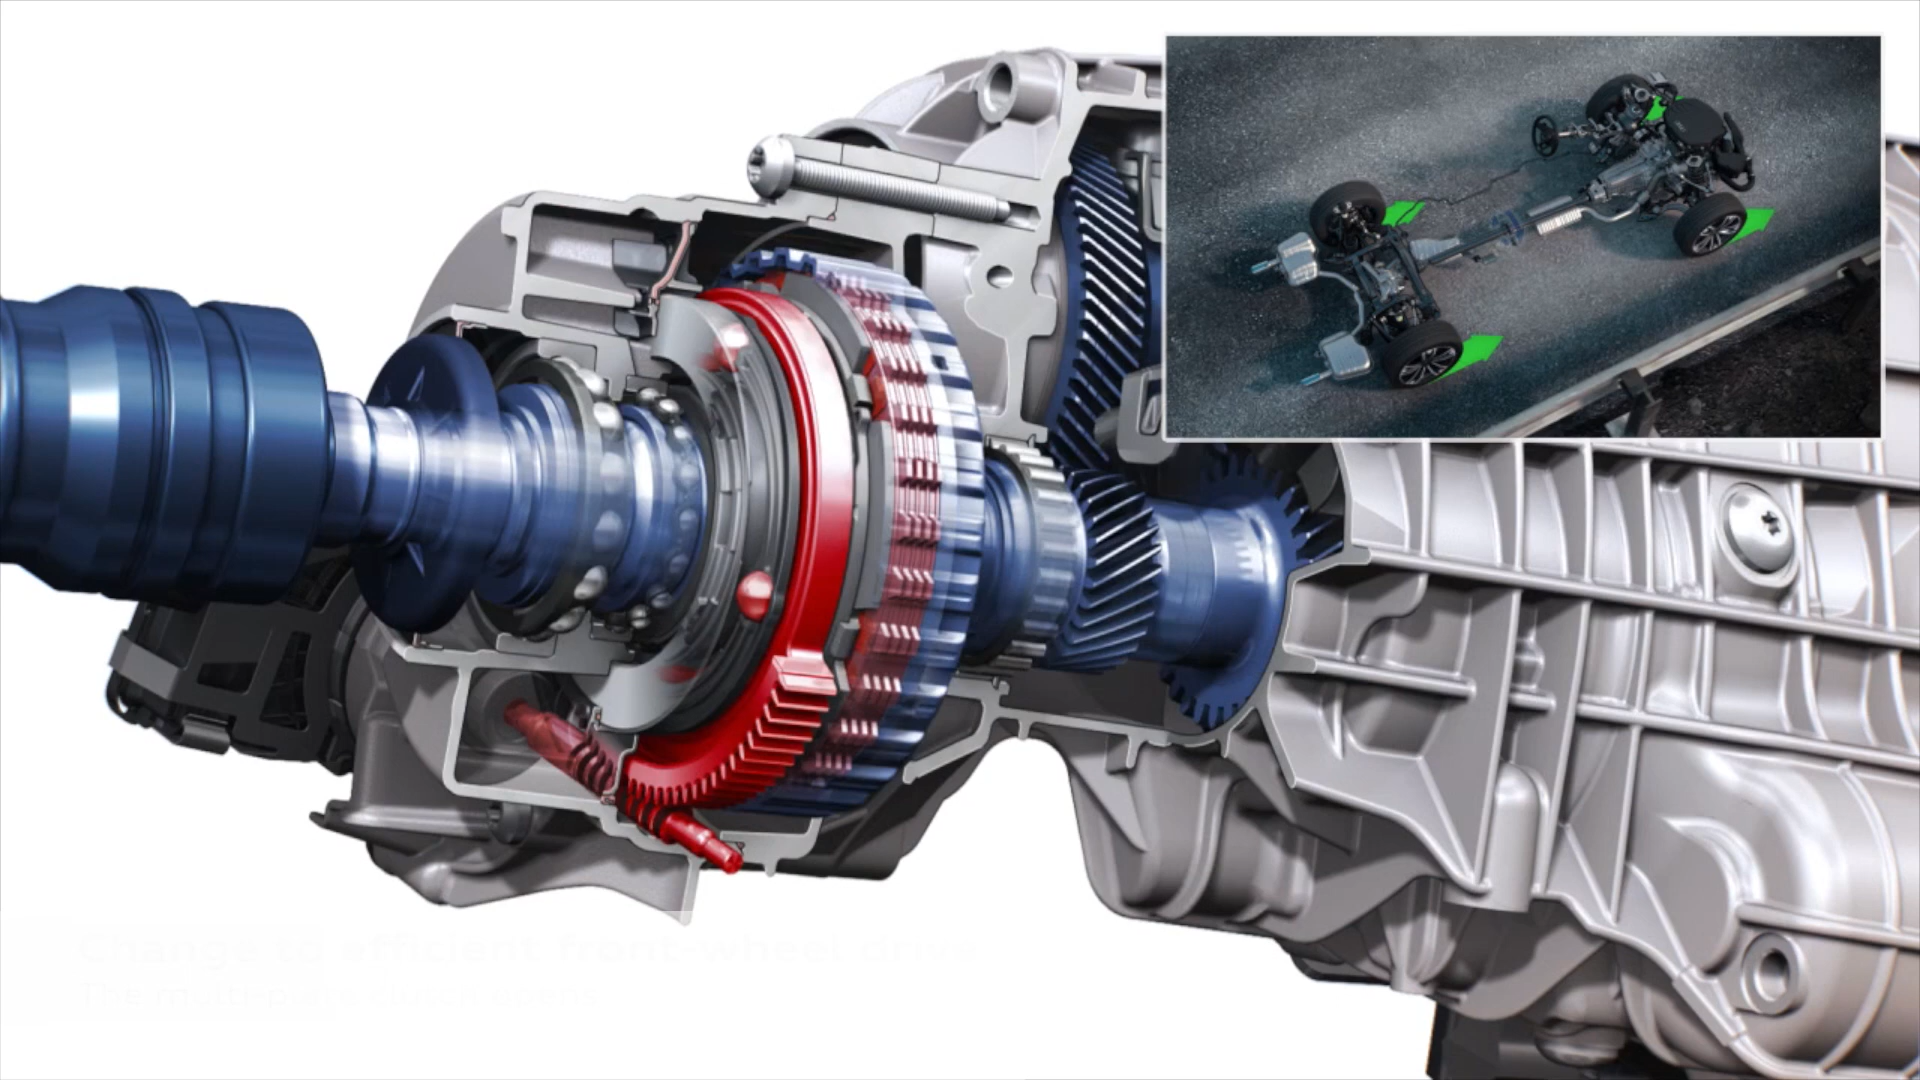 Change to efficient front-wheel drive
The multi-plate clutch opens